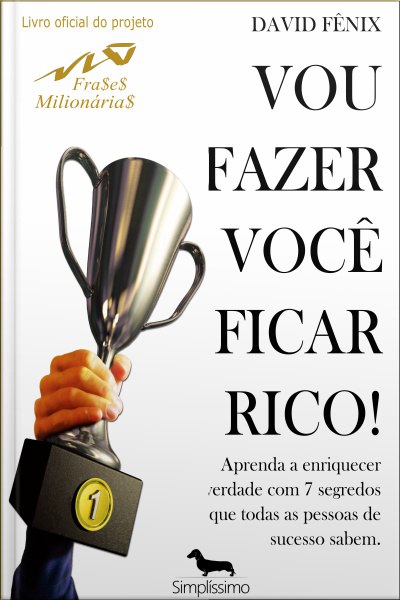 Livro oficial do projeto
DAVID FÊNIX
Fra$e$
Milionária$
VOU
FAZER
VOCÊ
FICAR
RICO!
Aprenda a enriquecer
verdade com 7 segredos
que todas as pessoas de
sucesso sabem.
1
Simplíssimo